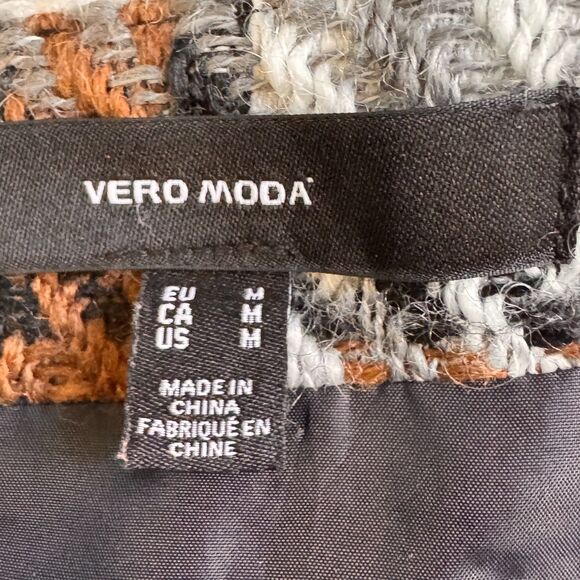 VERO MODA
EU M
CA M
US M
MADE IN
CHINA
FABRIQUÉ EN
CHINE